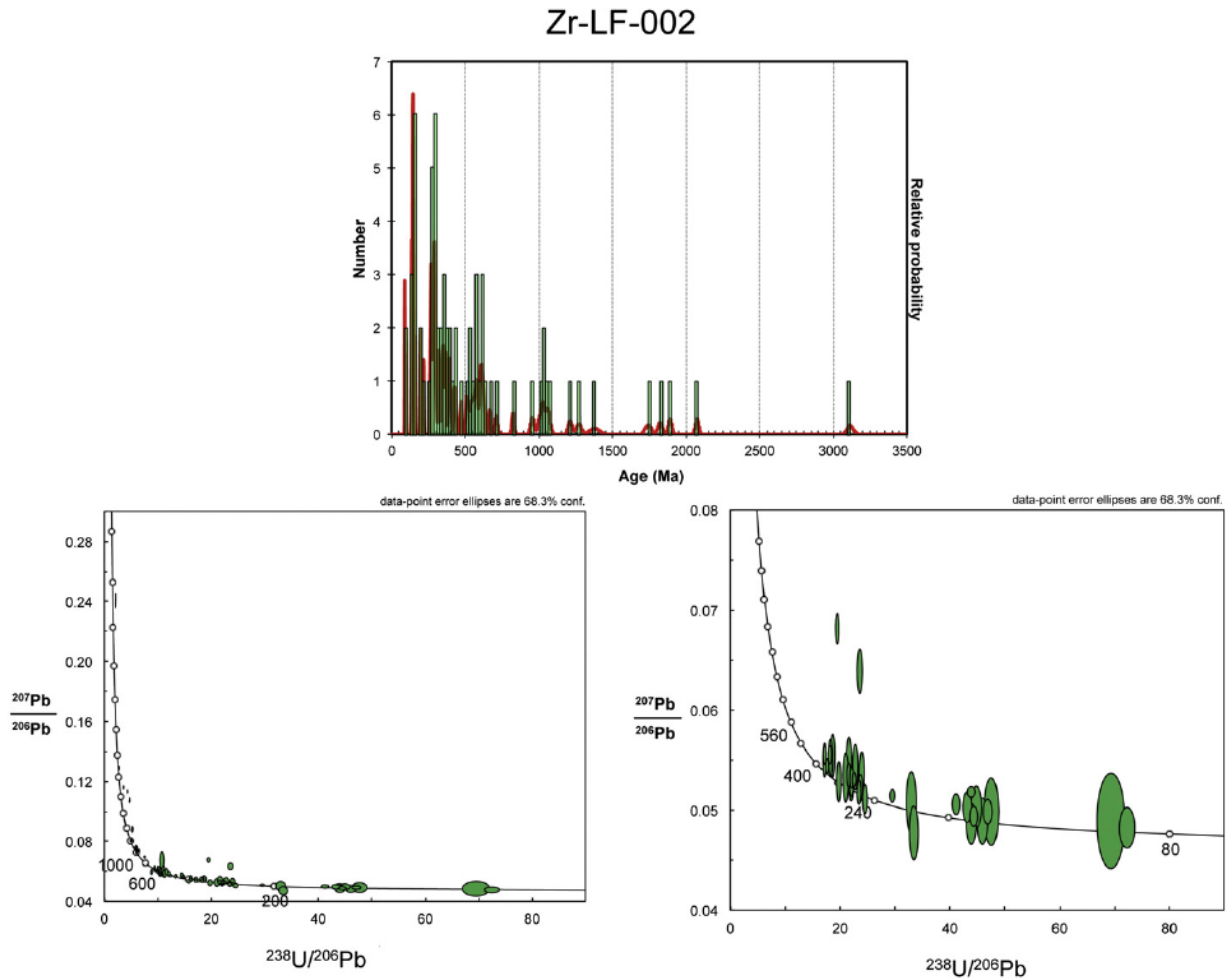 Zr-LF-002
7
6
5
4
3
2
1
0
Number
Relative probability
0 500 1000 1500 2000 2500 3000 3500
Age (Ma)
data-point error ellipses are 68.3% conf.
0.28
0.24
0.20
0.16
0.12
0.08
0.04
207Pb
206Pb
1000
600
200
0 20 40 60 80
238U/206Pb
data-point error ellipses are 68.3% conf.
0.08
0.07
0.06
0.05
0.04
207Pb
206Pb
560
400
240
80
0 20 40 60 80
238U/206Pb